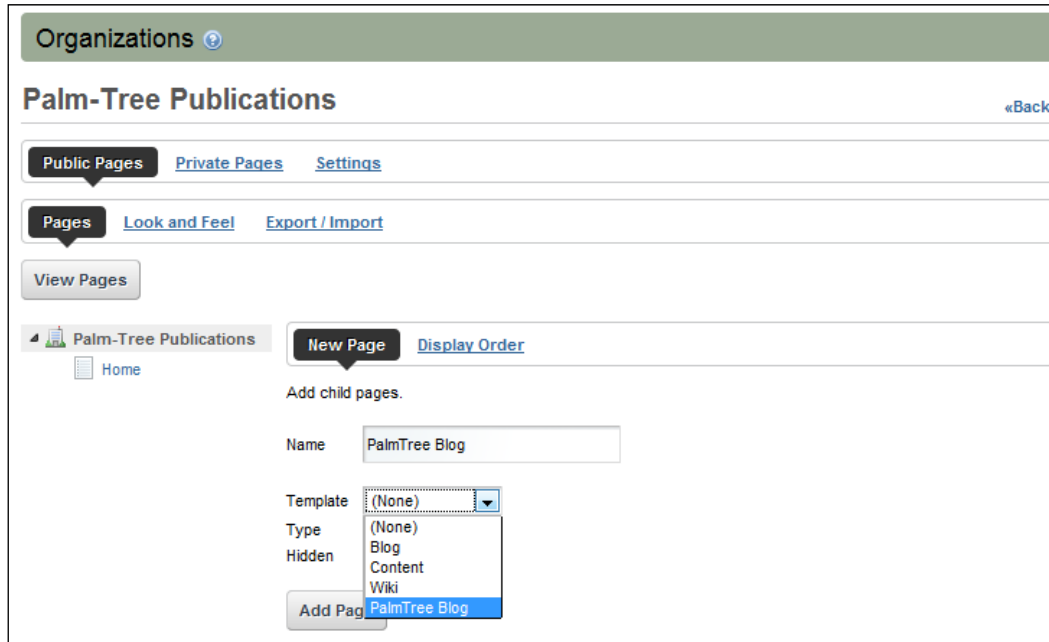 Organizations
Palm-Tree Publications
«Back
Public Pages Private Pages Settings
Pages Look and Feel Export / Import
View Pages
Palm-Tree Publications
Home
New Page Display Order
Add child pages.
Name PalmTree Blog
Template (None)
Type
Hidden
(None)
Blog
Content
Wiki
PalmTree Blog
Add Pag